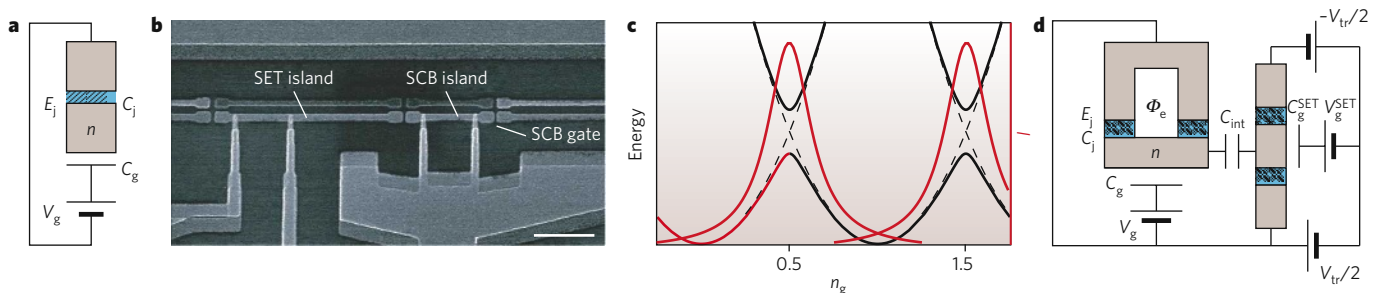 a
E_j
C_j
n
C_g
V_g
b
SET island
SCB island
SCB gate
c
Energy
I
0.5
1.5
n_g
d
–V_tr/2
Φ_e
E_j
C_j
n
C_int
C_g^SET
V_g^SET
C_g
V_g
V_tr/2